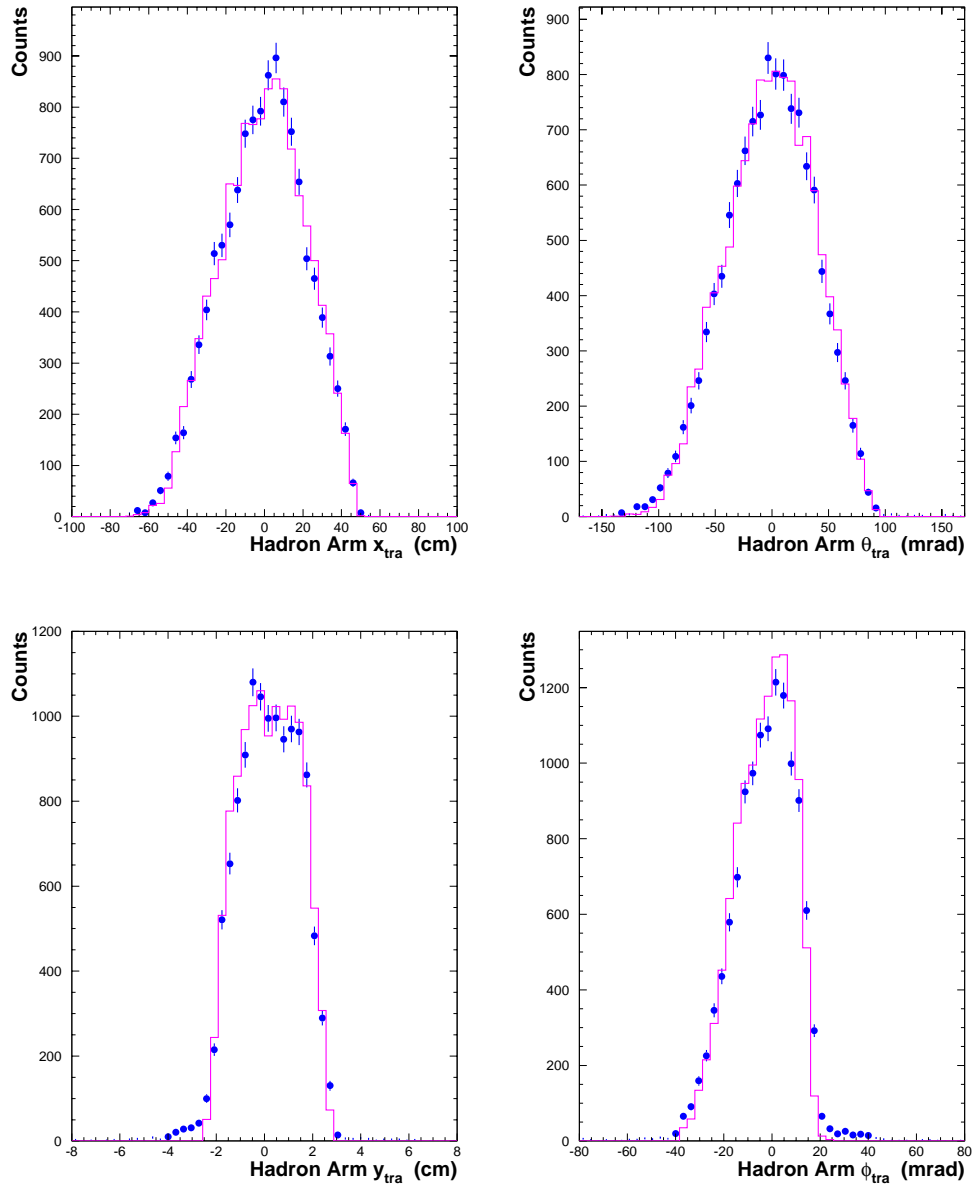 Counts
900
800
700
600
500
400
300
200
100
0
-100 -80 -60 -40 -20 0 20 40 60 80 100
Hadron Arm x_tra (cm)
Counts
900
800
700
600
500
400
300
200
100
0
-150 -100 -50 0 50 100 150
Hadron Arm θ_tra (mrad)
Counts
1200
1000
800
600
400
200
0
-8 -6 -4 -2 0 2 4 6 8
Hadron Arm y_tra (cm)
Counts
1200
1000
800
600
400
200
0
-80 -60 -40 -20 0 20 40 60 80
Hadron Arm ϕ_tra (mrad)